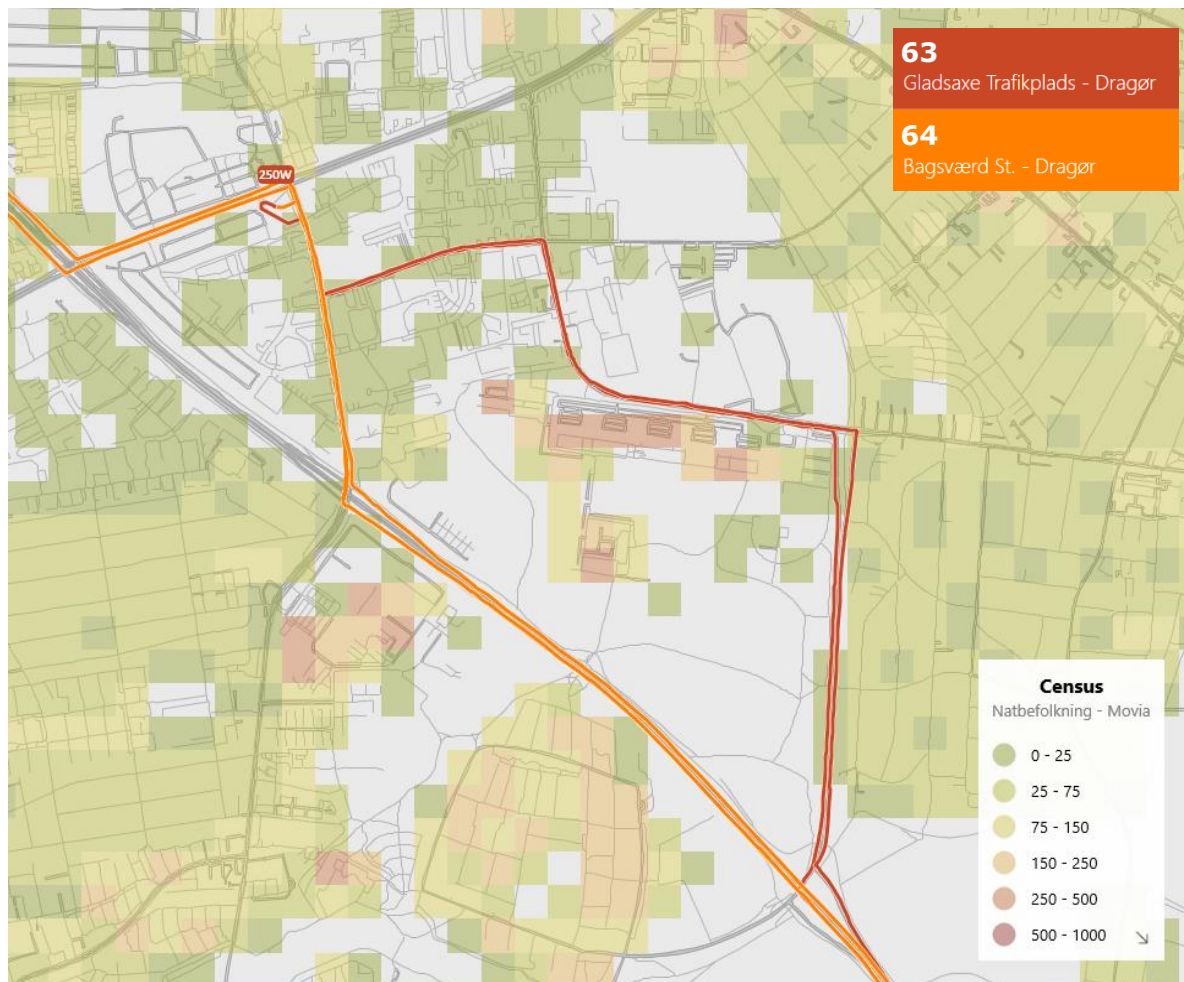 63
Gladsaxe Trafikplads - Dragør
64
Bagsværd St. - Dragør
250W
Census
Natbefolkning - Movia
0 - 25
25 - 75
75 - 150
150 - 250
250 - 500
500 - 1000